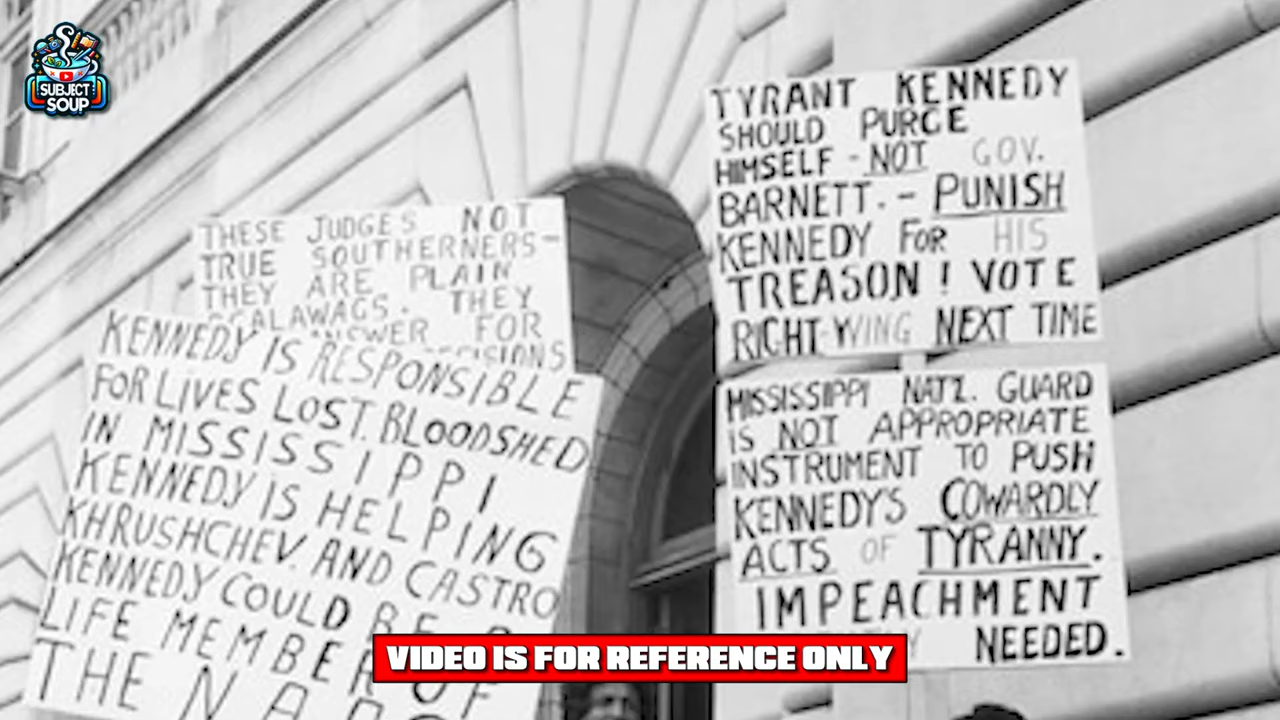 SUBJECT
SOUP
THESE JUDGES NOT
TRUE SOUTHERNERS-
THEY ARE PLAIN
THEY
ANSWER FOR
KENNEDY IS RESPONSIBLE
FOR LIVES LOST. BLOODSHED
IN MISSISSIPPI
KENNEDY IS HELPING
KHRUSHCHEV. AND CASTRO
KENNEDY COULD BE
LIFE MEMBER OF
THE
TYRANT KENNEDY
SHOULD PURGE
HIMSELF - NOT GOV.
BARNETT. - PUNISH
KENNEDY FOR HIS
TREASON! VOTE
RIGHT-WING NEXT TIME
MISSISSIPPI NAT'L. GUARD
IS NOT APPROPRIATE
INSTRUMENT TO PUSH
KENNEDY'S COWARDLY
ACTS OF TYRANNY.
IMPEACHMENT
NEEDED.
VIDEO IS FOR REFERENCE ONLY